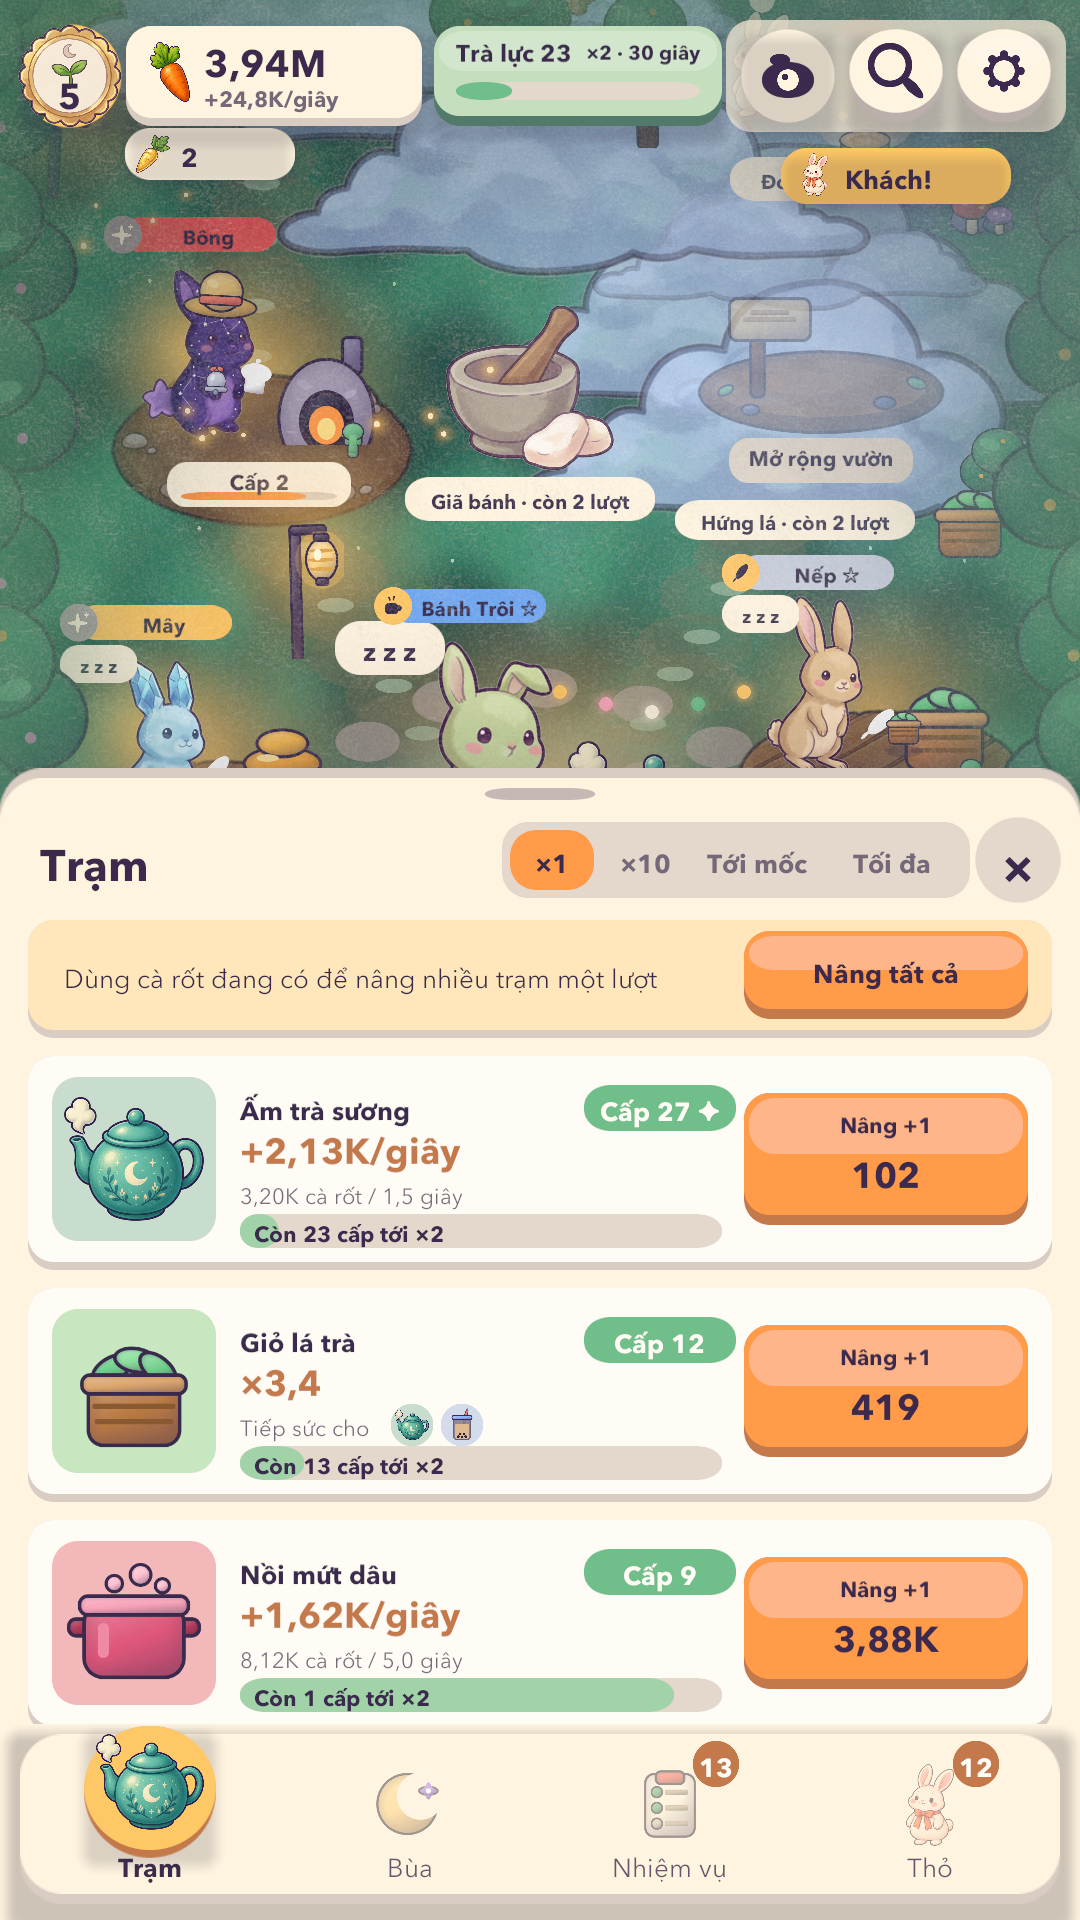 5
3,94M
+24,8K/giây
Trà lực 23 ×2 · 30 giây
2
Khách!
Bông
Cấp 2
Giã bánh · còn 2 lượt
Mở rộng vườn
Hứng lá · còn 2 lượt
Nếp ☆
z z z
Bánh Trôi ☆
z z z
Mây
z z z
Trạm
×1 ×10 Tới mốc Tối đa
Dùng cà rốt đang có để nâng nhiều trạm một lượt
Nâng tất cả
Ấm trà sương
Cấp 27 ✦
+2,13K/giây
3,20K cà rốt / 1,5 giây
Còn 23 cấp tới ×2
Nâng +1
102
Giỏ lá trà
Cấp 12
×3,4
Tiếp sức cho
Còn 13 cấp tới ×2
Nâng +1
419
Nồi mứt dâu
Cấp 9
+1,62K/giây
8,12K cà rốt / 5,0 giây
Còn 1 cấp tới ×2
Nâng +1
3,88K
Trạm
Bùa
13
Nhiệm vụ
12
Thỏ